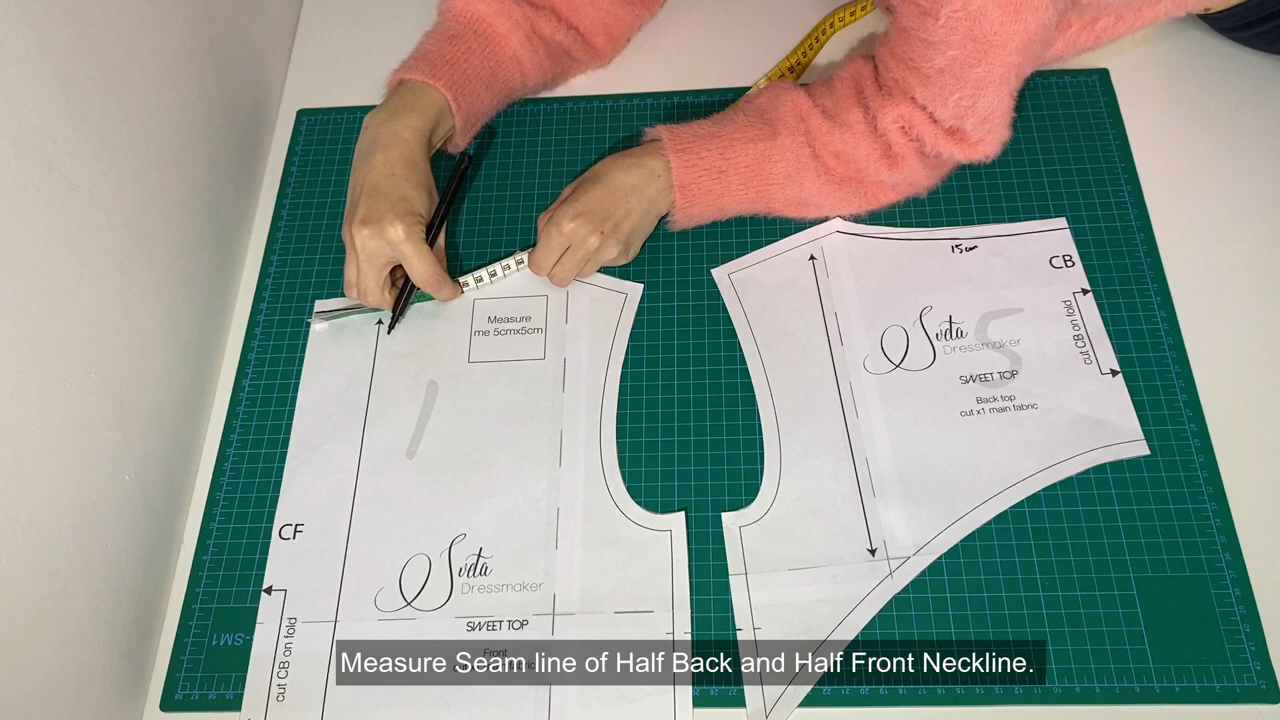 15cm
CB
Measure
me 5cmx5cm
cut CB on fold
Sveta
Dressmaker
SWEET TOP
Back top
cut x1 main fabric
5
1
CF
Sveta
Dressmaker
SWEET TOP
Front
cut CB on fold
Measure Seam line of Half Back and Half Front Neckline.